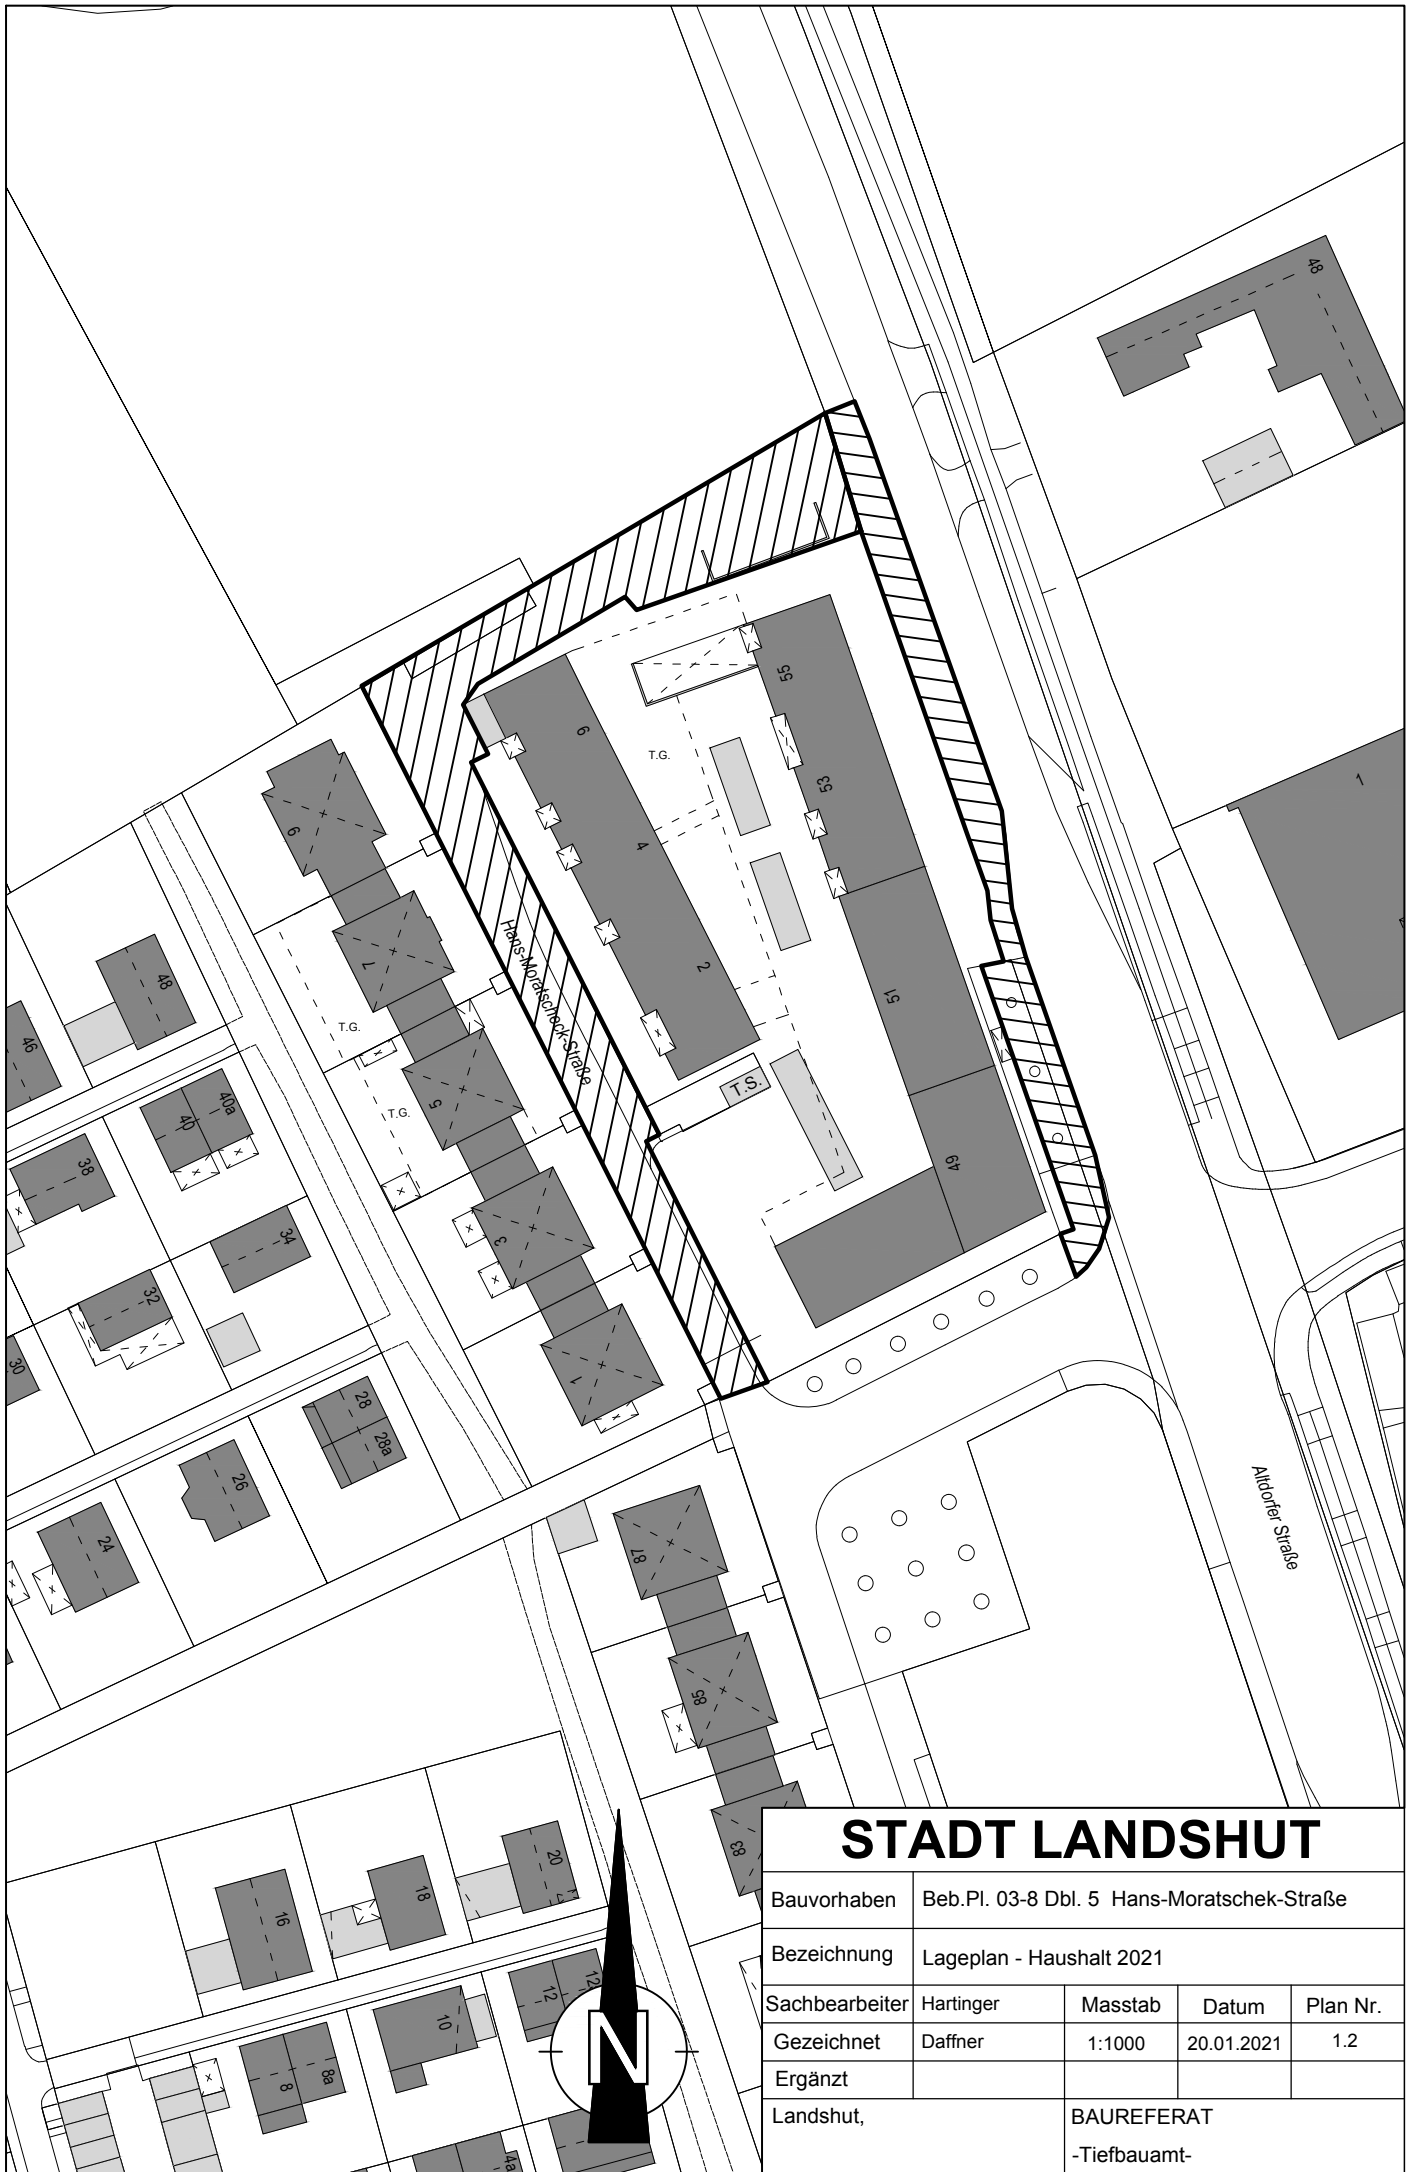 48
55
6
T.G.
53
4
1
9
Hans-Moratscheck-Straße
7
2
48
51
46
T.G.
5
T.G.
T.S.
40
40a
38
49
34
3
32
30
1
28
28a
26
24
Altdorfer Straße
87
85
83
20
18
16
12
12
10
8
8a
4a
N
STADT LANDSHUT
Bauvorhaben Beb.Pl. 03-8 Dbl. 5 Hans-Moratschek-Straße
Bezeichnung Lageplan - Haushalt 2021
Sachbearbeiter Hartinger Masstab Datum Plan Nr.
Gezeichnet Daffner 1:1000 20.01.2021 1.2
Ergänzt
Landshut, BAUREFERAT
-Tiefbauamt-